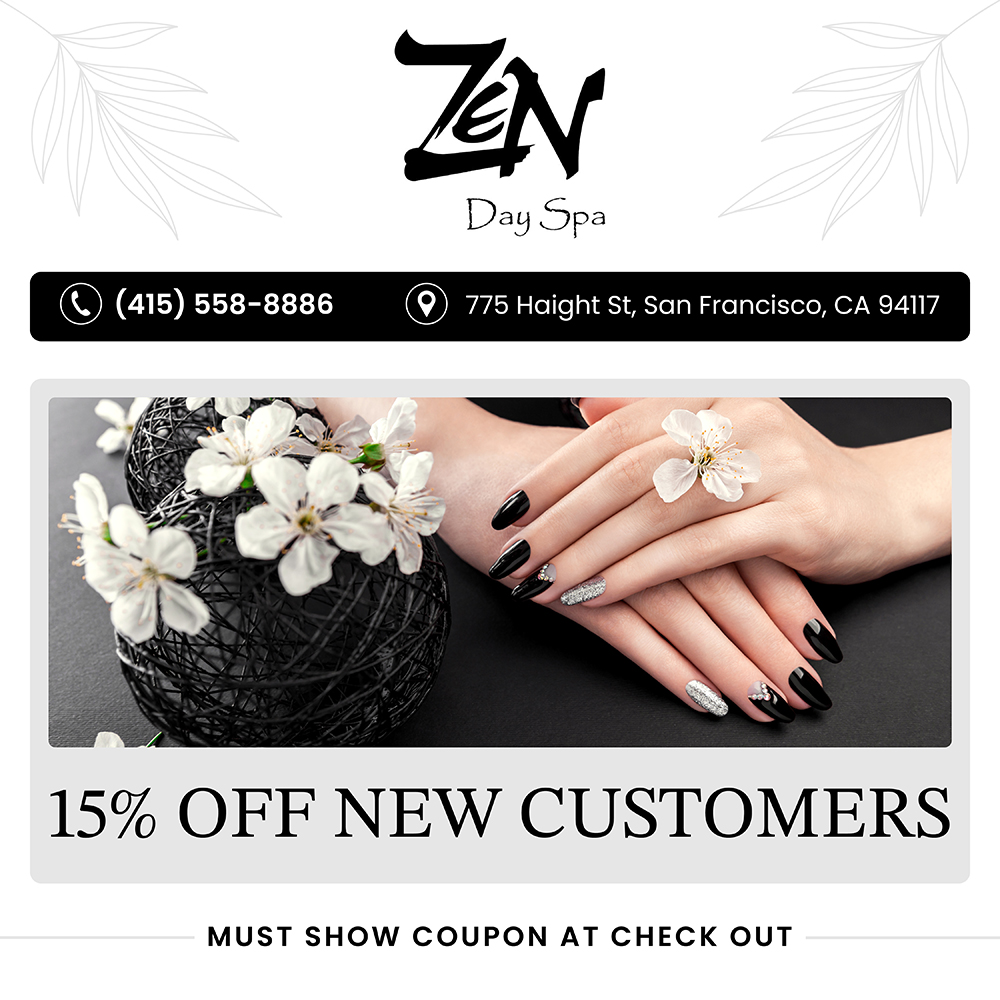 ZEN
Day Spa
(415) 558-8886
775 Haight St, San Francisco, CA 94117
15% OFF NEW CUSTOMERS
MUST SHOW COUPON AT CHECK OUT